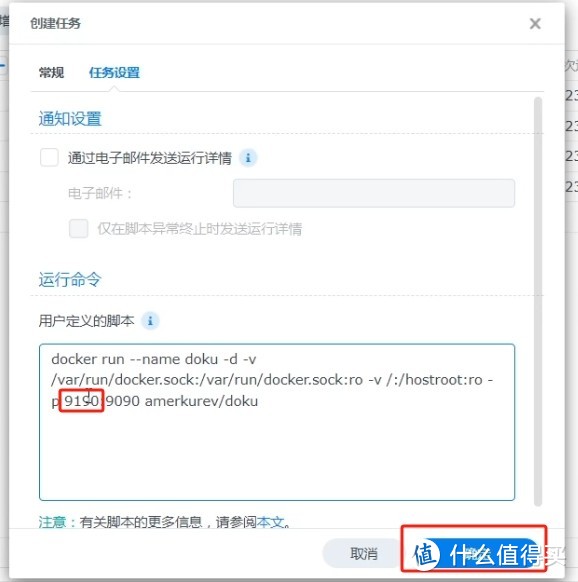 创建任务
常规 任务设置
通知设置
通过电子邮件发送运行详情
电子邮件：
仅在脚本异常终止时发送运行详情
运行命令
用户定义的脚本
docker run --name doku -d -v
/var/run/docker.sock:/var/run/docker.sock:ro -v /:/hostroot:ro -
p 9190:9090 amerkurev/doku
注意：有关脚本的更多信息，请参阅本文。
取消
值 什么值得买
23
23
23
23